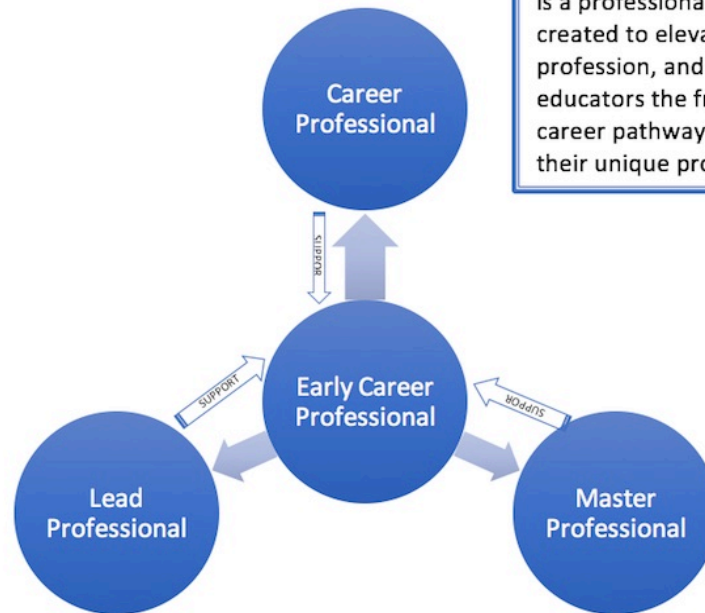 is a professional
created to eleva
profession, and
educators the fr
career pathway
their unique pro
Career
Professional
SUPPOR
Early Career
Professional
SUPPORT
SUPPOR
Lead
Professional
Master
Professional